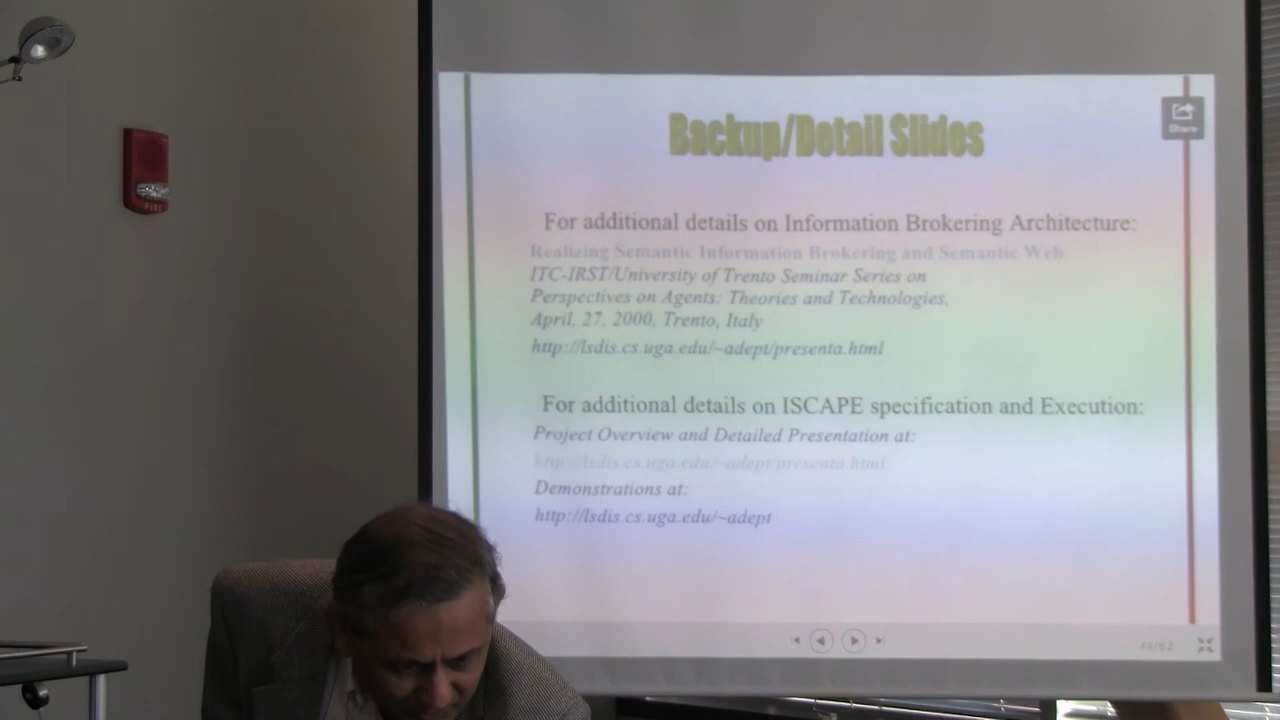 Backup/Detail Slides
Share
FIRE
For additional details on Information Brokering Architecture:
Realizing Semantic Information Brokering and Semantic Web
ITC-IRST/University of Trento Seminar Series on
Perspectives on Agents: Theories and Technologies,
April, 27, 2000, Trento, Italy
http://lsdis.cs.uga.edu/~adept/presenta.html
For additional details on ISCAPE specification and Execution:
Project Overview and Detailed Presentation at:
http://lsdis.cs.uga.edu/~adept/presenta.html
Demonstrations at:
http://lsdis.cs.uga.edu/~adept